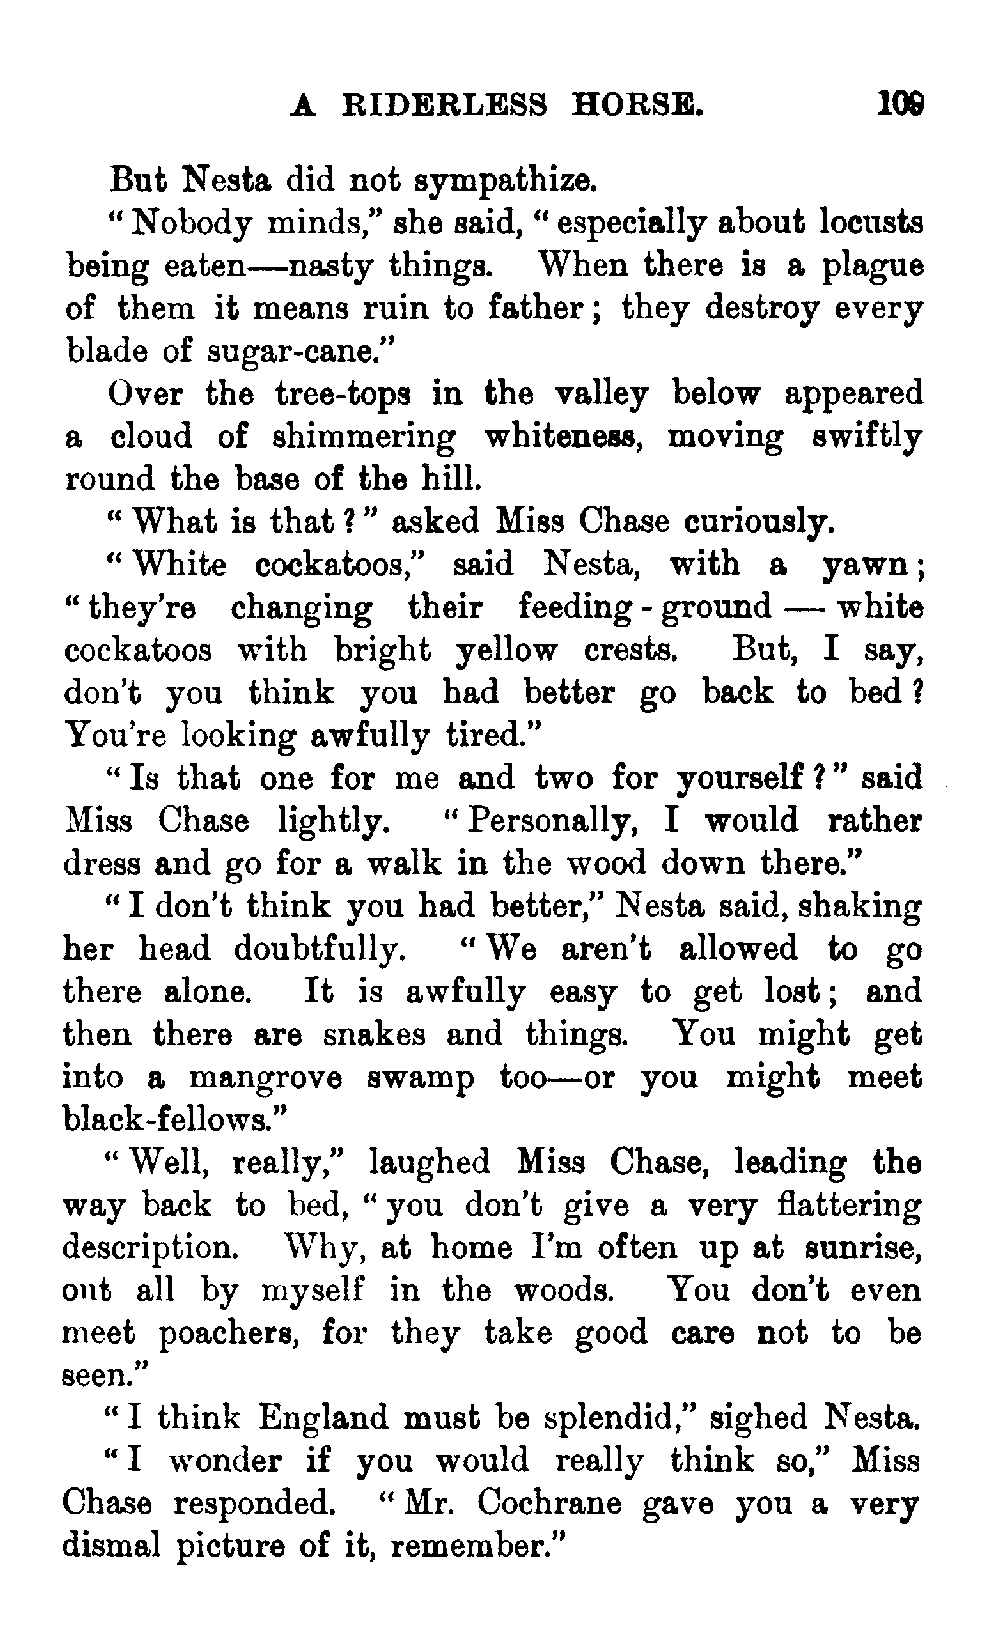 A RIDERLESS HORSE. 109
But Nesta did not sympathize.
“Nobody minds,” she said, “especially about locusts
being eaten—nasty things. When there is a plague
of them it means ruin to father; they destroy every
blade of sugar-cane.”
Over the tree-tops in the valley below appeared
a cloud of shimmering whiteness, moving swiftly
round the base of the hill.
“What is that?” asked Miss Chase curiously.
“White cockatoos,” said Nesta, with a yawn;
“they’re changing their feeding-ground — white
cockatoos with bright yellow crests. But, I say,
don’t you think you had better go back to bed?
You’re looking awfully tired.”
“Is that one for me and two for yourself?” said
Miss Chase lightly. “Personally, I would rather
dress and go for a walk in the wood down there.”
“I don’t think you had better,” Nesta said, shaking
her head doubtfully. “We aren’t allowed to go
there alone. It is awfully easy to get lost; and
then there are snakes and things. You might get
into a mangrove swamp too—or you might meet
black-fellows.”
“Well, really,” laughed Miss Chase, leading the
way back to bed, “you don’t give a very flattering
description. Why, at home I’m often up at sunrise,
out all by myself in the woods. You don’t even
meet poachers, for they take good care not to be
seen.”
“I think England must be splendid,” sighed Nesta.
“I wonder if you would really think so,” Miss
Chase responded. “Mr. Cochrane gave you a very
dismal picture of it, remember.”